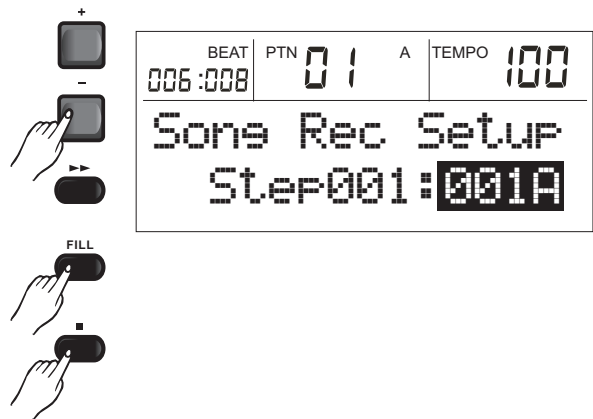 +
BEAT PTN 01 A TEMPO 100
006:008
-
Song Rec Setup
Step001:001A
FILL